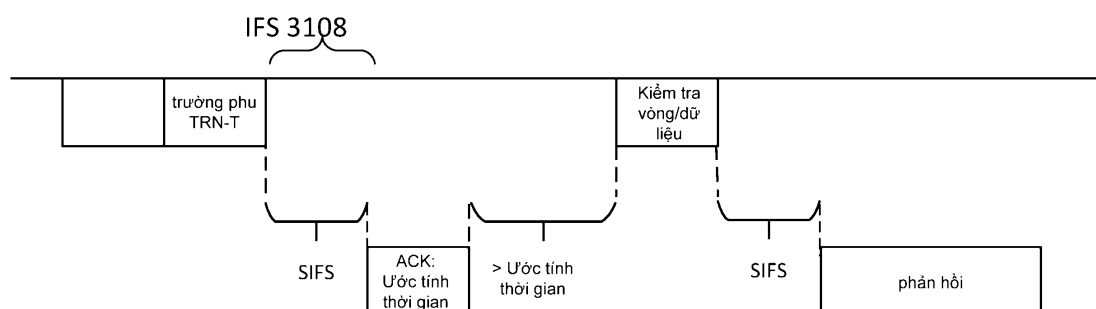 IFS 3108
trường phu
TRN-T
Kiểm tra
vòng/dữ
liệu
SIFS
ACK:
Ước tính
thời gian
> Ước tính
thời gian
SIFS
phản hồi